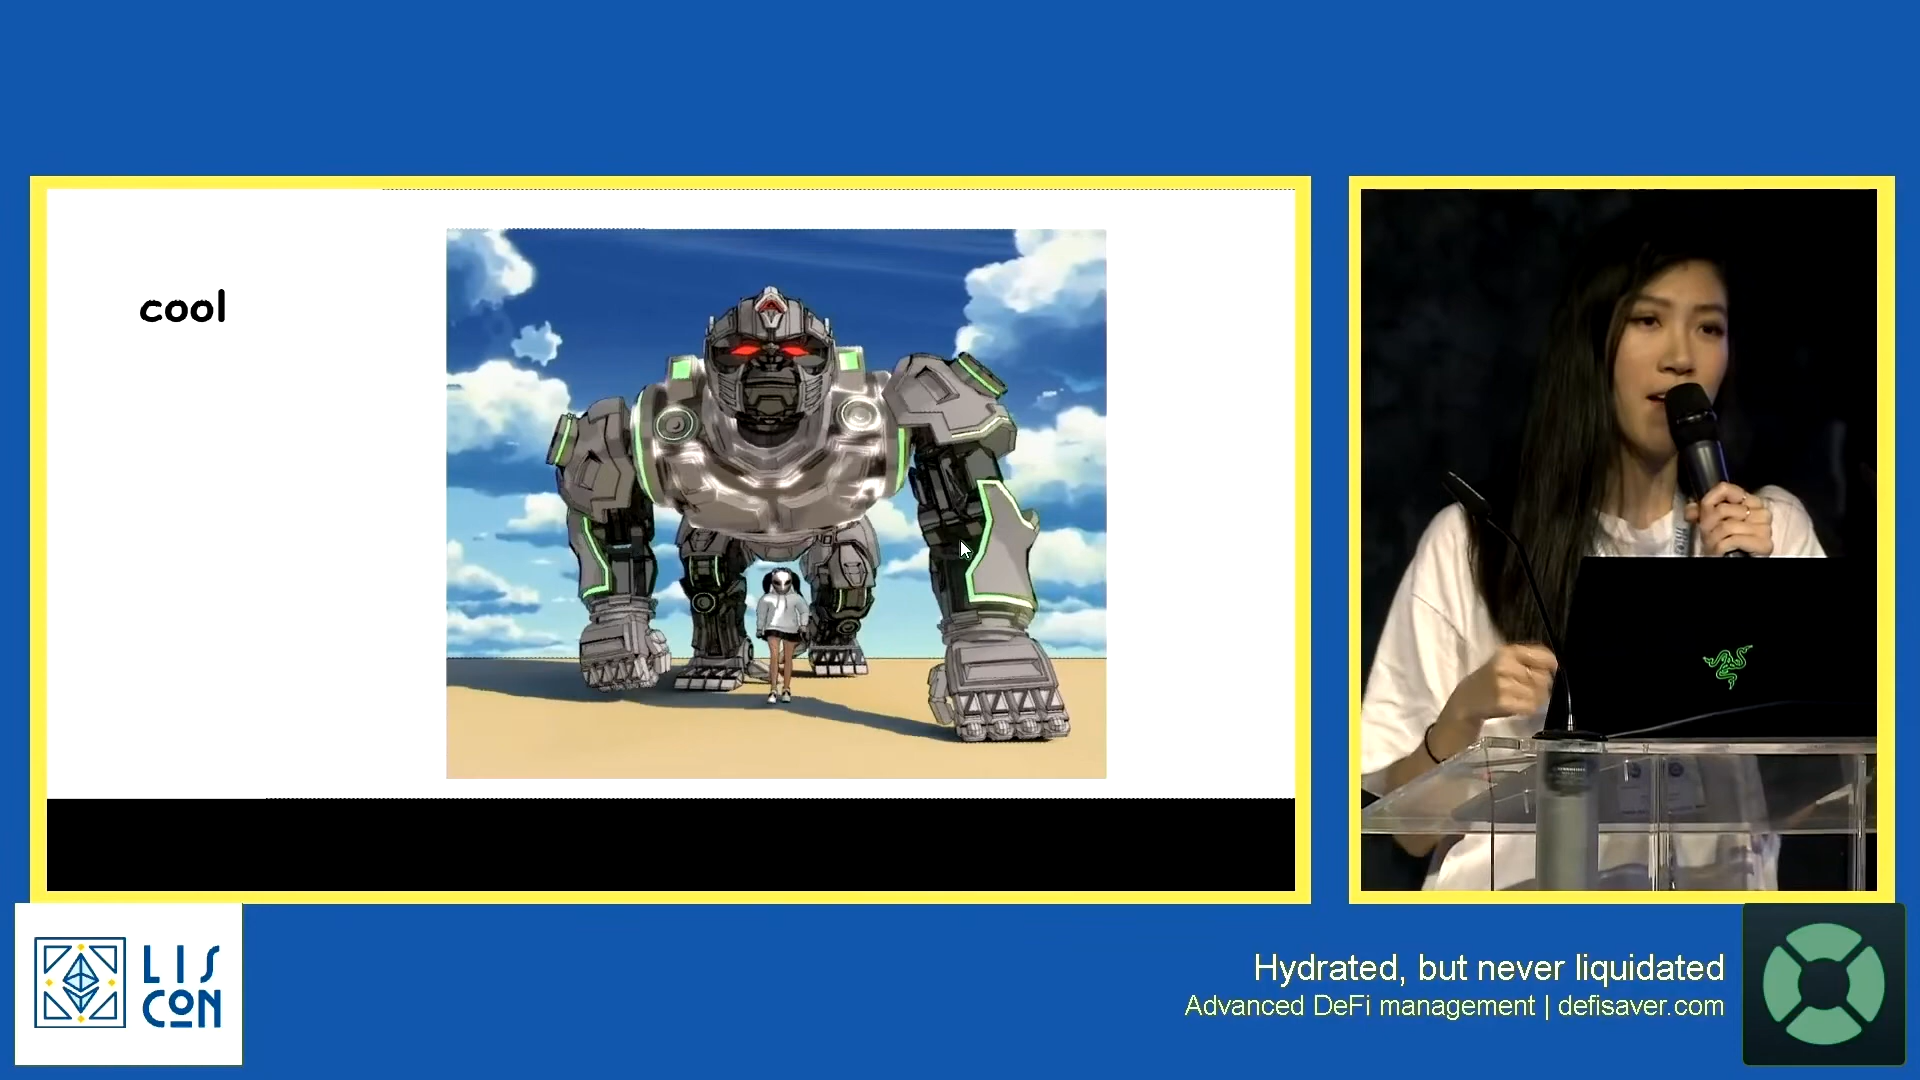 cool
LIS
CON
Hydrated, but never liquidated
Advanced DeFi management | defisaver.com